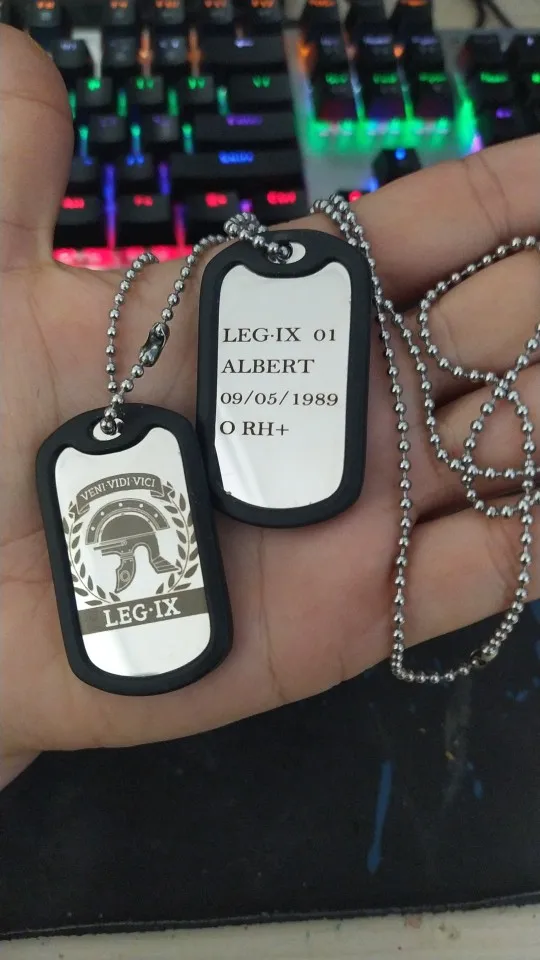 LEG·IX 01
ALBERT
09/05/1989
O RH+
VENI·VIDI·VICI
LEG·IX